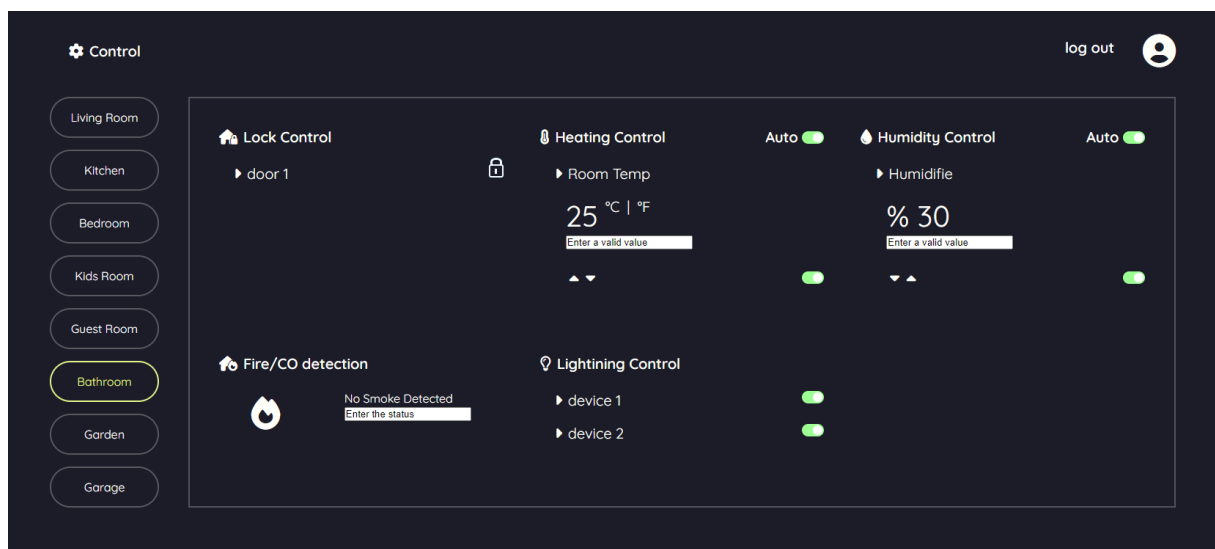 Control
log out
Living Room
Kitchen
Bedroom
Kids Room
Guest Room
Bathroom
Garden
Garage
Lock Control
door 1
Heating Control
Auto
Room Temp
25 °C | °F
Enter a valid value
Humidity Control
Auto
Humidifie
% 30
Enter a valid value
Fire/CO detection
No Smoke Detected
Enter the status
Lightining Control
device 1
device 2